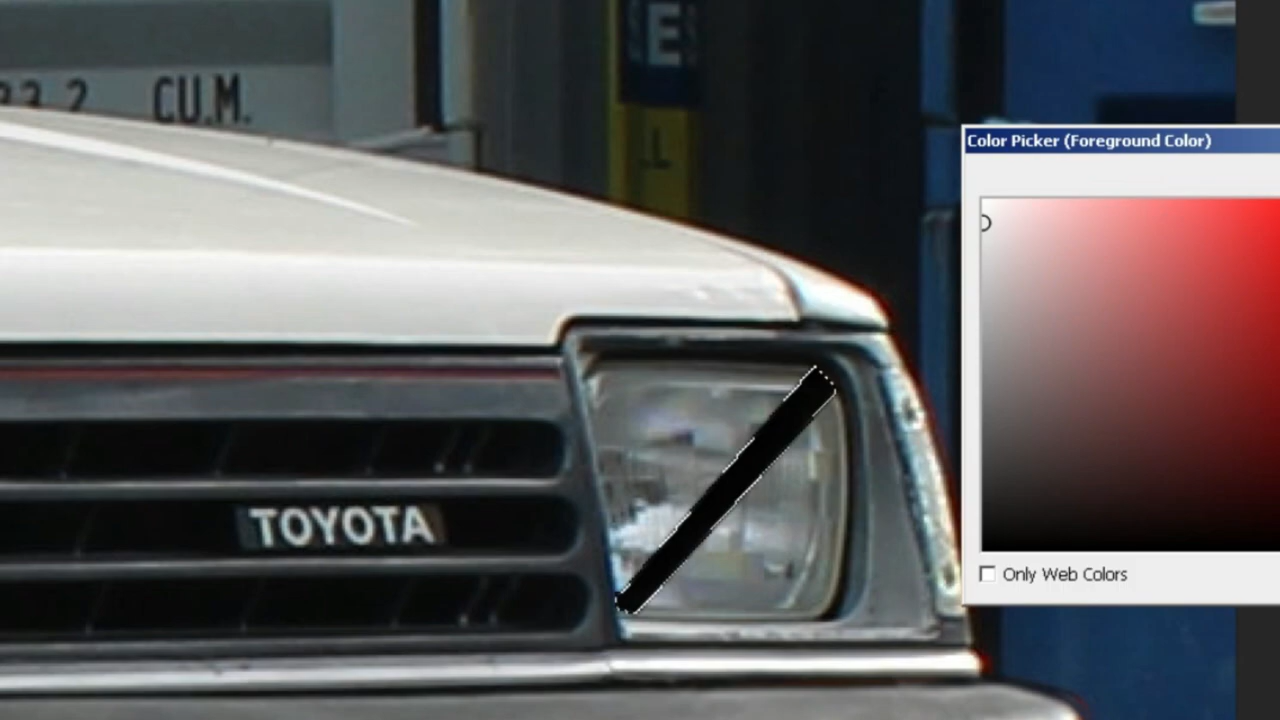 E
CU.M.
L
Color Picker (Foreground Color)
TOYOTA
Only Web Colors